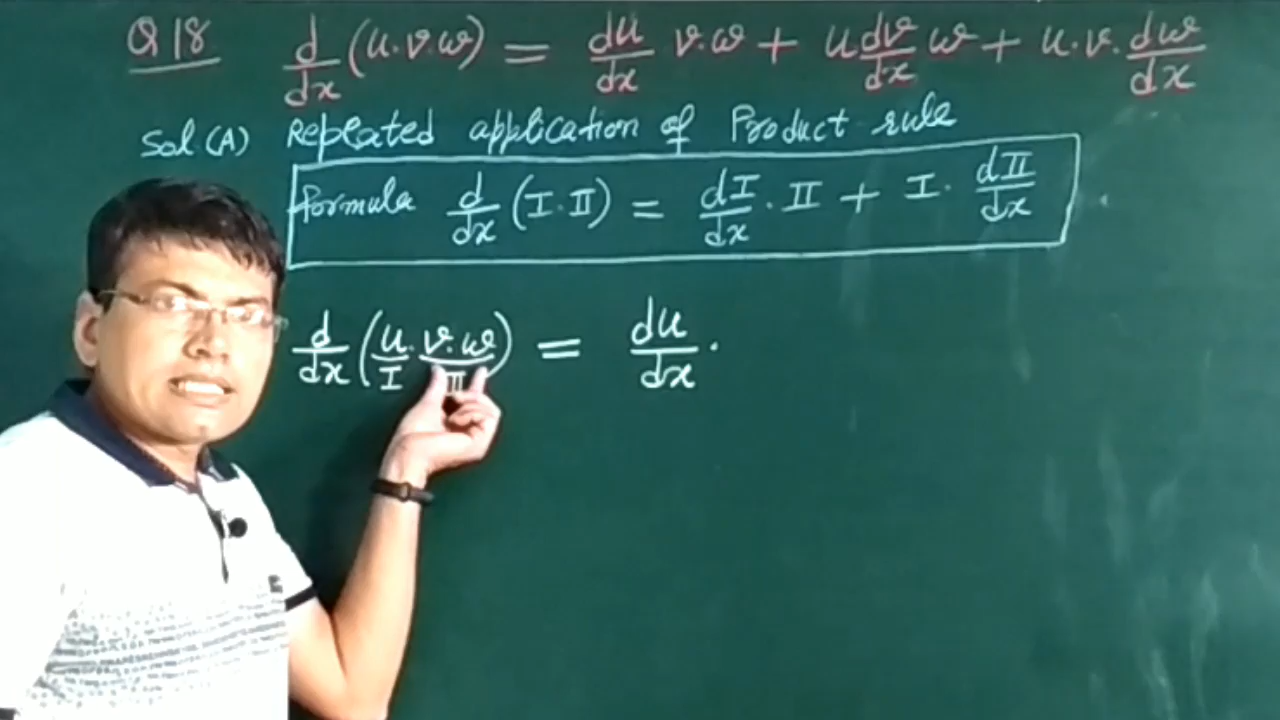 Q 18 d/dx (u.v.w) = du/dx v.w + u dv/dx w + u.v. dw/dx
Sol (A) Repeated application of Product rule
formula d/dx (I.II) = dI/dx . II + I. dII/dx
d/dx (u.v.w) = du/dx .
I II